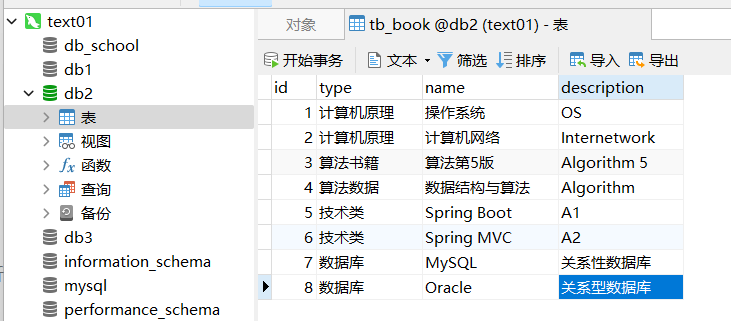 text01
db_school
db1
db2
表
视图
函数
查询
备份
db3
information_schema
mysql
performance_schema
对象
tb_book @db2 (text01) - 表
开始事务 文本 筛选 排序 导入 导出
id type name description
1 计算机原理 操作系统 OS
2 计算机原理 计算机网络 Internetwork
3 算法书籍 算法第5版 Algorithm 5
4 算法数据 数据结构与算法 Algorithm
5 技术类 Spring Boot A1
6 技术类 Spring MVC A2
7 数据库 MySQL 关系性数据库
8 数据库 Oracle 关系型数据库